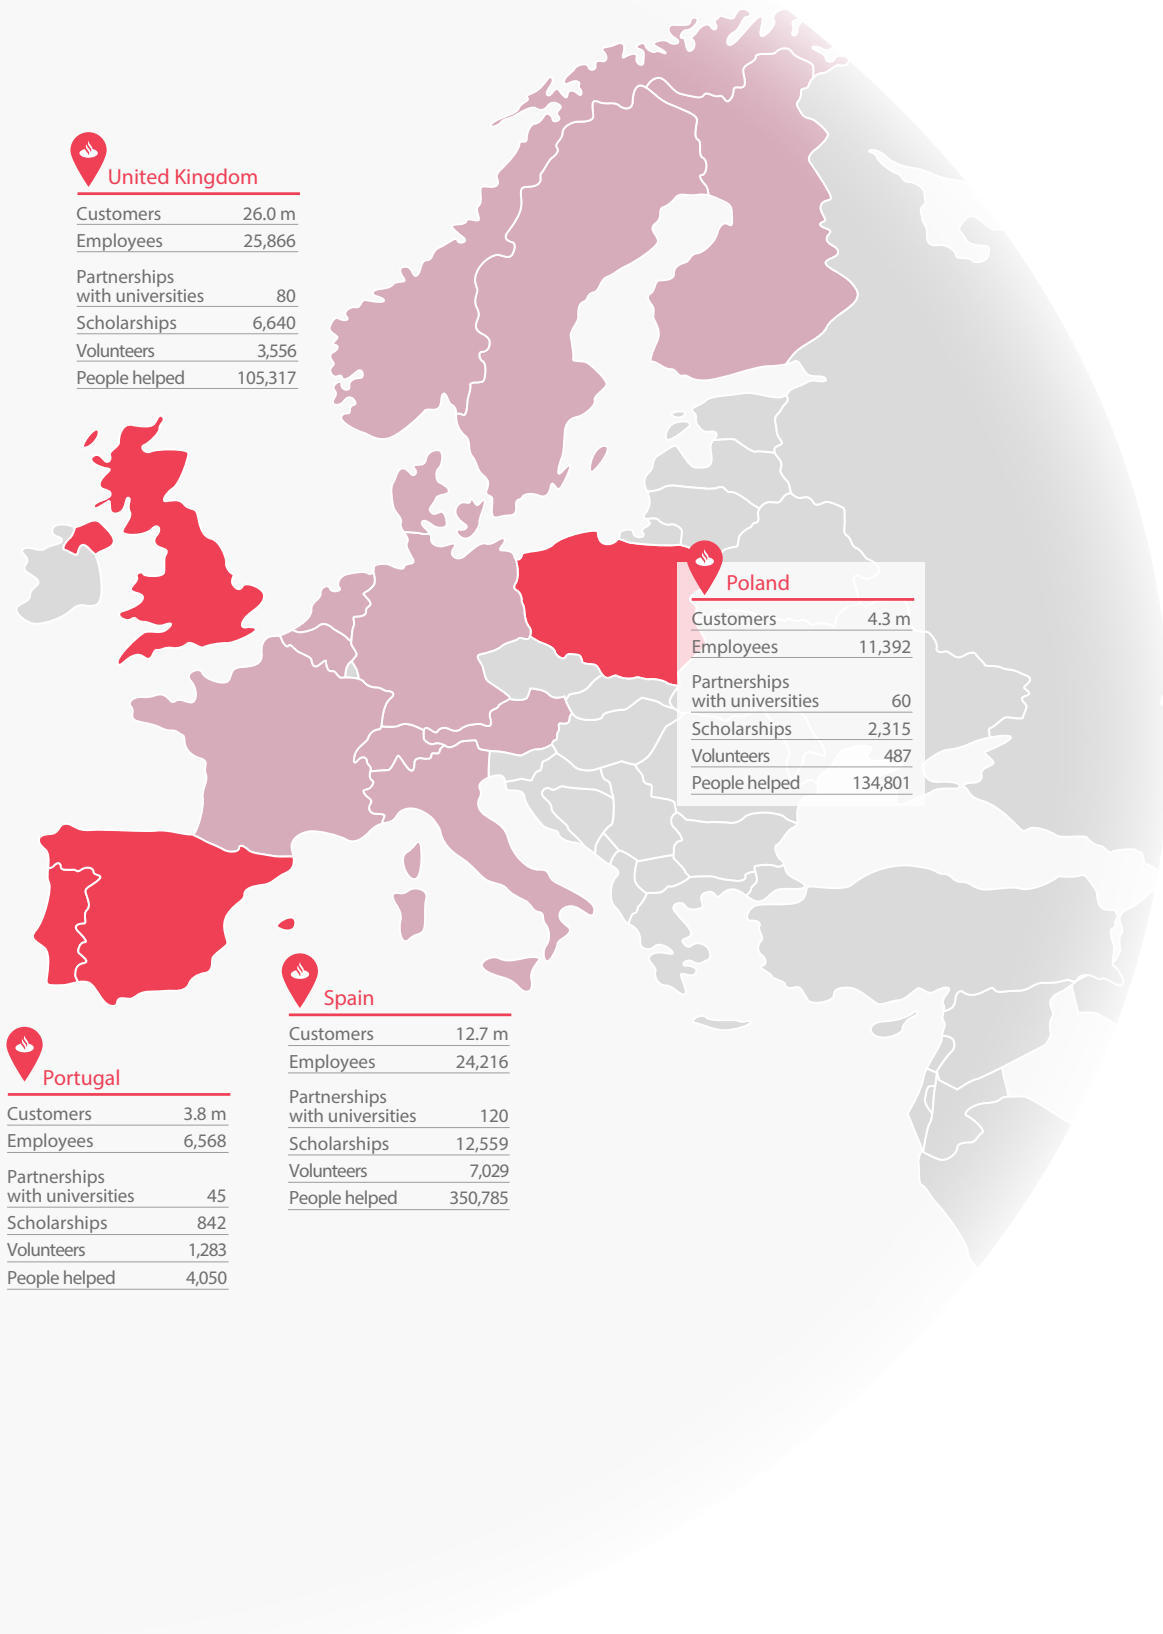 United Kingdom
Customers 26.0 m
Employees 25,866
Partnerships
with universities 80
Scholarships 6,640
Volunteers 3,556
People helped 105,317
Poland
Customers 4.3 m
Employees 11,392
Partnerships
with universities 60
Scholarships 2,315
Volunteers 487
People helped 134,801
Spain
Customers 12.7 m
Employees 24,216
Partnerships
with universities 120
Scholarships 12,559
Volunteers 7,029
People helped 350,785
Portugal
Customers 3.8 m
Employees 6,568
Partnerships
with universities 45
Scholarships 842
Volunteers 1,283
People helped 4,050